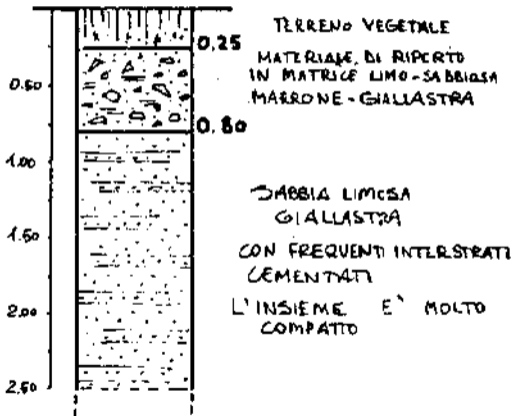 TERRENO VEGETALE
0.25
MATERIALE DI RIPORTO
IN MATRICE LIMO-SABBIOSA
MARRONE-GIALLASTRA
0.50
0.80
1.00
SABBIA LIMOSA
GIALLASTRA
1.50
CON FREQUENTI INTERSTRATI
CEMENTATI
L'INSIEME E' MOLTO
COMPATTO
2.00
2.50